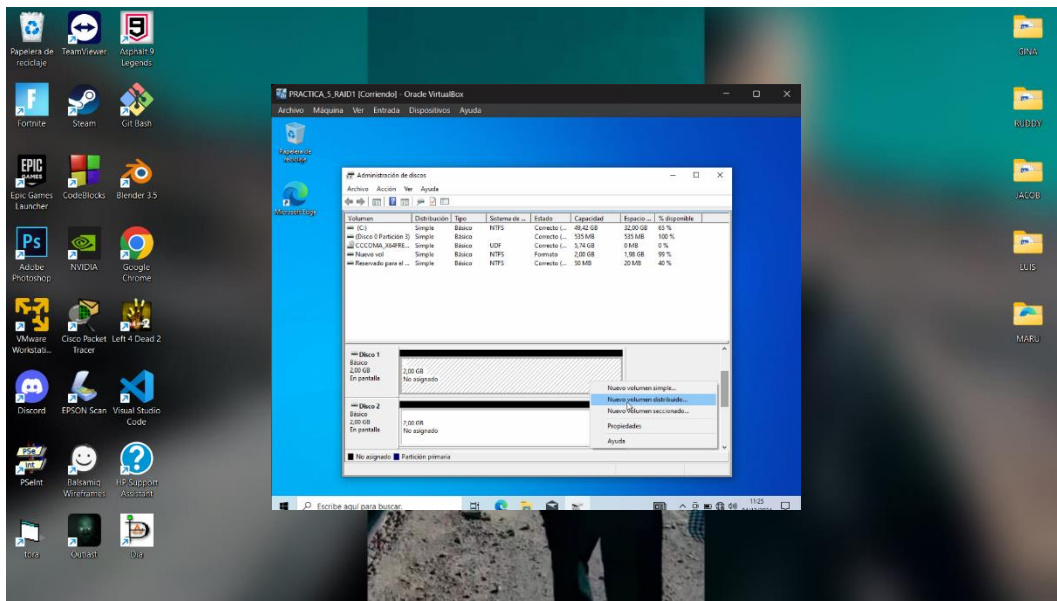 Papelera de
reciclaje
TeamViewer
Asphalt 9
Legends
Fortnite
Steam
Git Bash
EPIC
GAMES
Epic Games
Launcher
CodeBlocks
Blender 3.5
Ps
Adobe
Photoshop
NVIDIA
Google
Chrome
VMware
Workstati...
Cisco Packet
Tracer
Left 4 Dead 2
Discord
EPSON Scan
Visual Studio
Code
PSeInt
Balsamiq
Wireframes
HP Support
Assistant
tora
Outlast
Dia
GINA
RUDDY
JACOB
LUIS
MARU
PRACTICA_5_RAID1 [Corriendo] - Oracle VirtualBox
Archivo Máquina Ver Entrada Dispositivos Ayuda
Papelera de
reciclaje
Microsoft Edge
Administración de discos
Archivo Acción Ver Ayuda
Volumen Distribución Tipo Sistema de ... Estado Capacidad Espacio ... % disponible
(C:) Simple Básico NTFS Correcto (... 49,42 GB 32,00 GB 65 %
(Disco 0 Partición 3) Simple Básico Correcto (... 535 MB 535 MB 100 %
CCCOMA_X64FRE... Simple Básico UDF Correcto (... 5,74 GB 0 MB 0 %
Nuevo vol Simple Básico NTFS Formato 2,00 GB 1,98 GB 99 %
Reservado para el ... Simple Básico NTFS Correcto (... 50 MB 20 MB 40 %
Disco 1
Básico
2,00 GB
En pantalla
2,00 GB
No asignado
Disco 2
Básico
2,00 GB
En pantalla
2,00 GB
No asignado
Nuevo volumen simple...
Nuevo volumen distribuido...
Nuevo volumen seccionado...
Propiedades
Ayuda
No asignado Partición primaria
Escribe aquí para buscar.
11:25